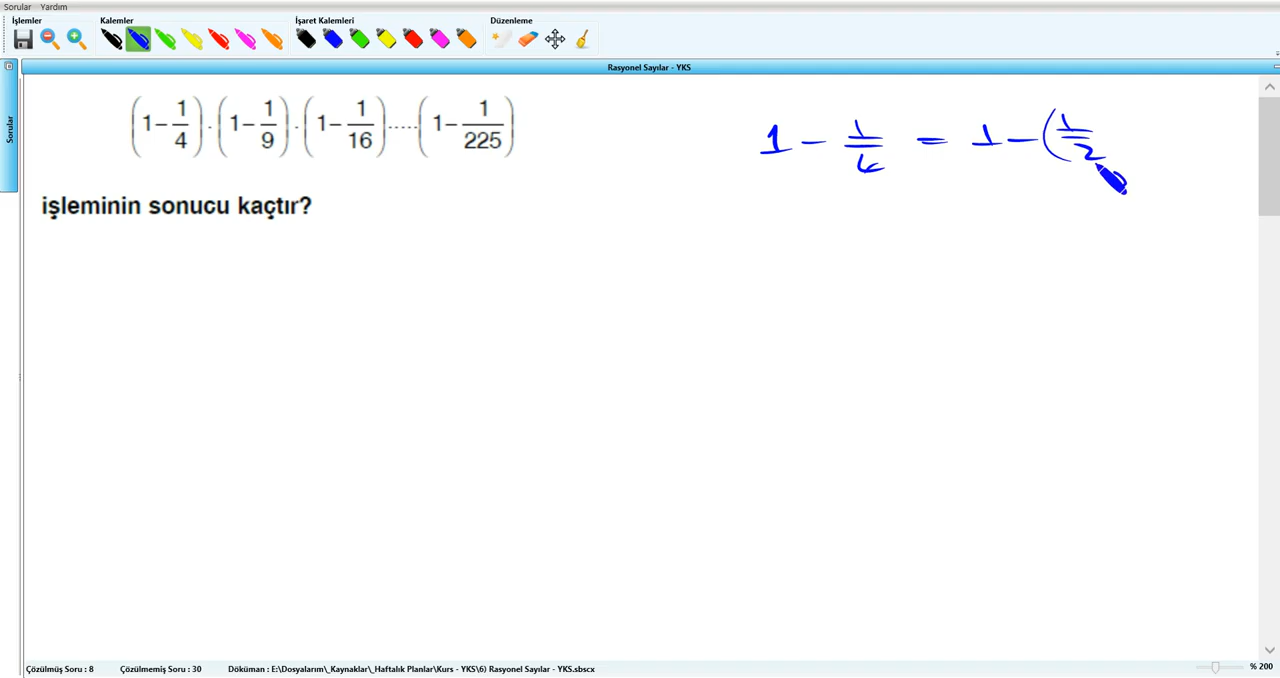 Sorular Yardım
İşlemler Kalemler İşaret Kalemleri Düzenleme
Rasyonel Sayılar - YKS
Sorular
(1-1/4).(1-1/9).(1-1/16).....(1-1/225)
1 - 1/4 = 1 - (1/2
işleminin sonucu kaçtır?
Çözülmüş Soru : 8 Çözülmemiş Soru : 30 Döküman : E:\Dosyalarım\_Kaynaklar\_Haftalık Planlar\Kurs - YKS\6) Rasyonel Sayılar - YKS.sbscx % 200